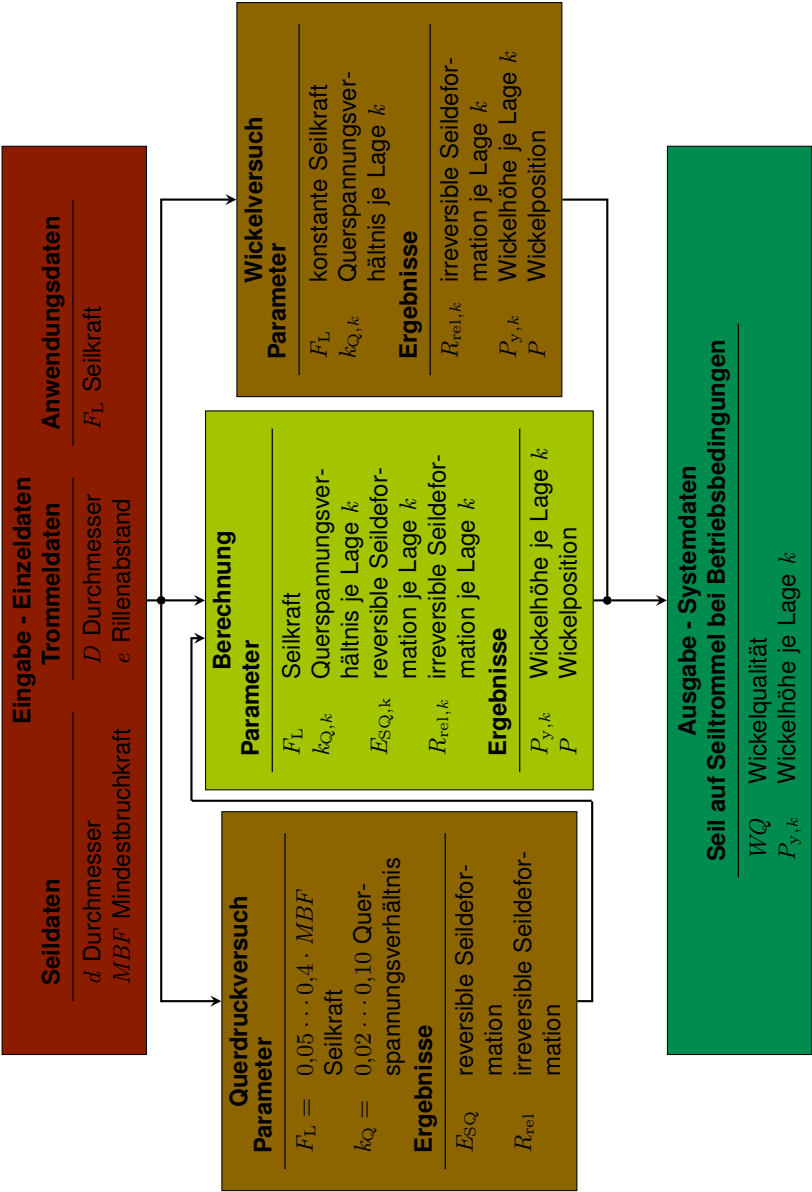 Eingabe - Einzeldaten
Seildaten
d Durchmesser
MBF Mindestbruchkraft
Trommeldaten
D Durchmesser
e Rillenabstand
Anwendungsdaten
F_L Seilkraft
Querdruckversuch
Parameter
F_L = 0,05 ⋯ 0,4 · MBF
Seilkraft
k_Q = 0,02 ⋯ 0,10 Quer-
spannungsverhältnis
Ergebnisse
E_SQ reversible Seildefor-
mation
R_rel irreversible Seildefor-
mation
Berechnung
Parameter
F_L Seilkraft
k_Q,k Querspannungsver-
hältnis je Lage k
E_SQ,k reversible Seildefor-
mation je Lage k
R_rel,k irreversible Seildefor-
mation je Lage k
Ergebnisse
P_y,k Wickelhöhe je Lage k
P Wickelposition
Wickelversuch
Parameter
F_L konstante Seilkraft
k_Q,k Querspannungsver-
hältnis je Lage k
Ergebnisse
R_rel,k irreversible Seildefor-
mation je Lage k
P_y,k Wickelhöhe je Lage k
P Wickelposition
Ausgabe - Systemdaten
Seil auf Seiltrommel bei Betriebsbedingungen
WQ Wickelqualität
P_y,k Wickelhöhe je Lage k